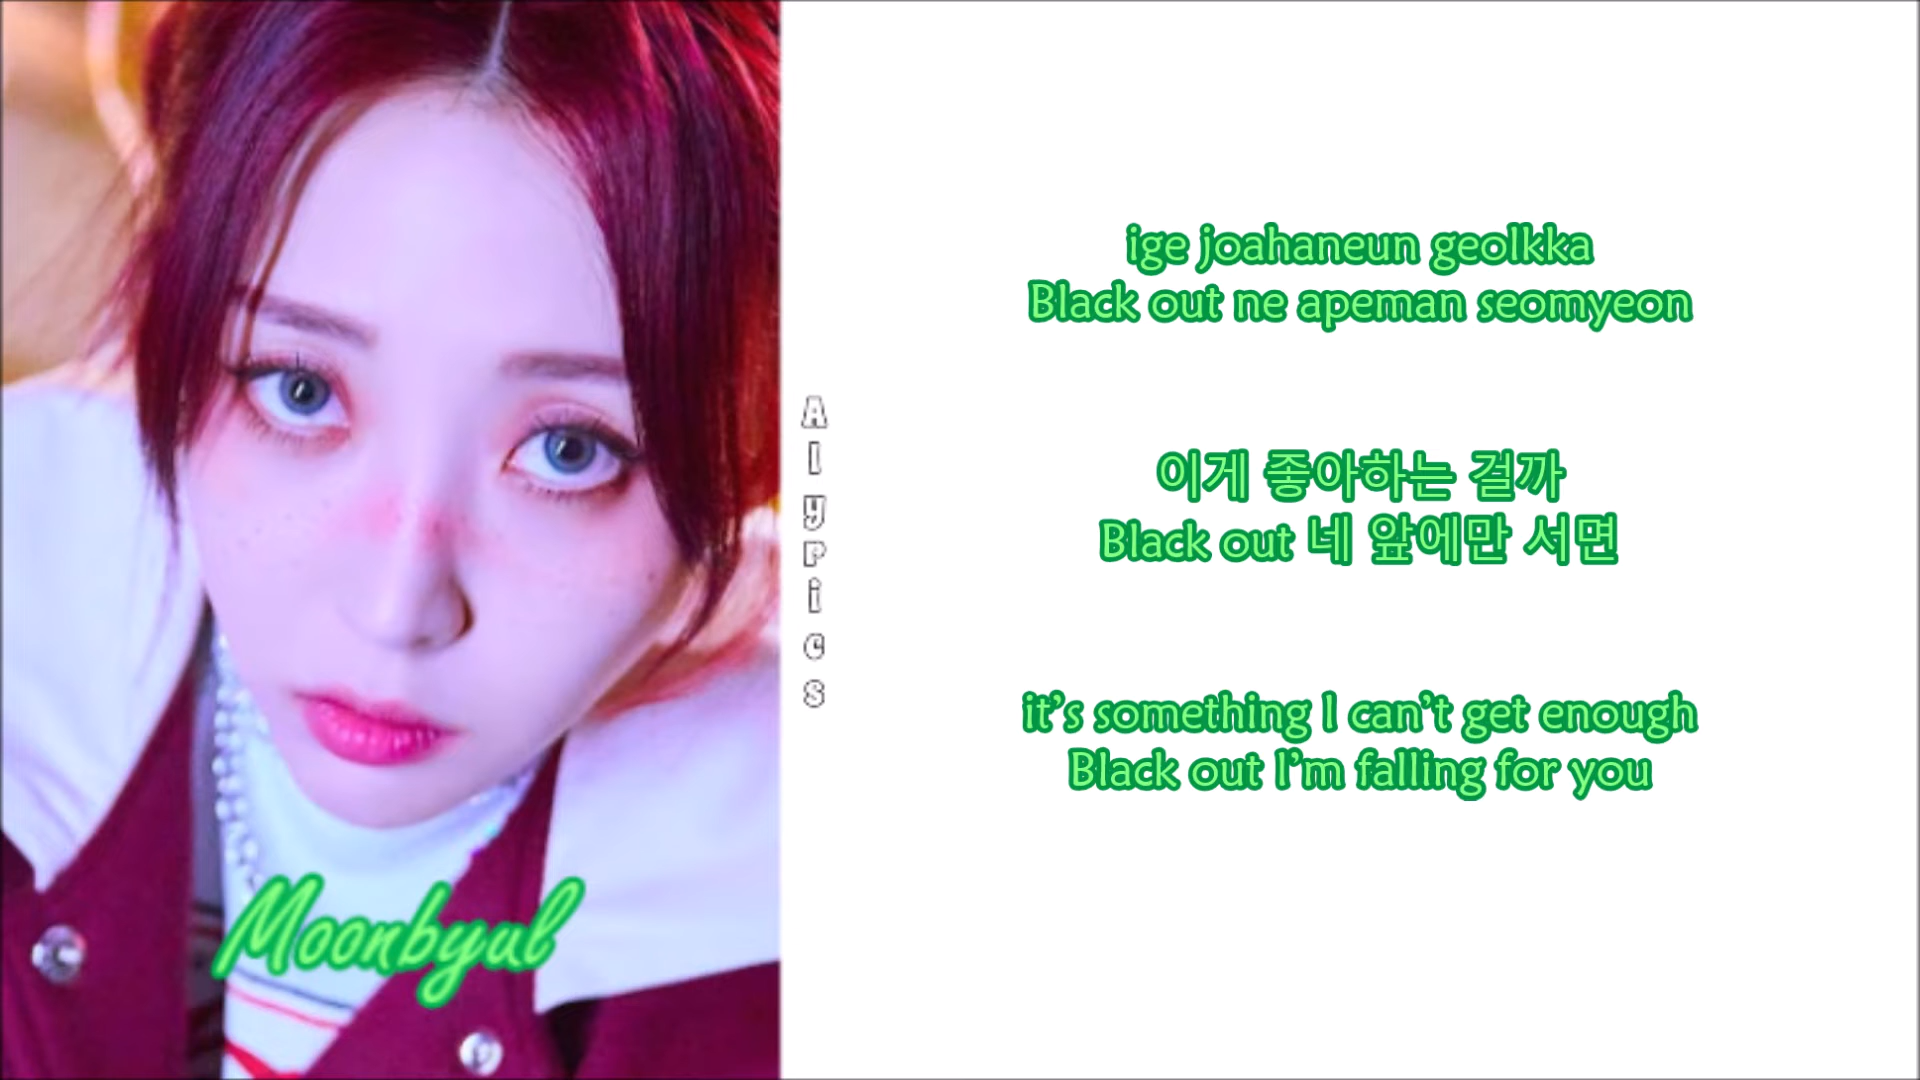 Moonbyul
AlyPics
ige joahaneun geolkka
Black out ne apeman seomyeon
이게 좋아하는 걸까
Black out 네 앞에만 서면
it's something I can't get enough
Black out I'm falling for you